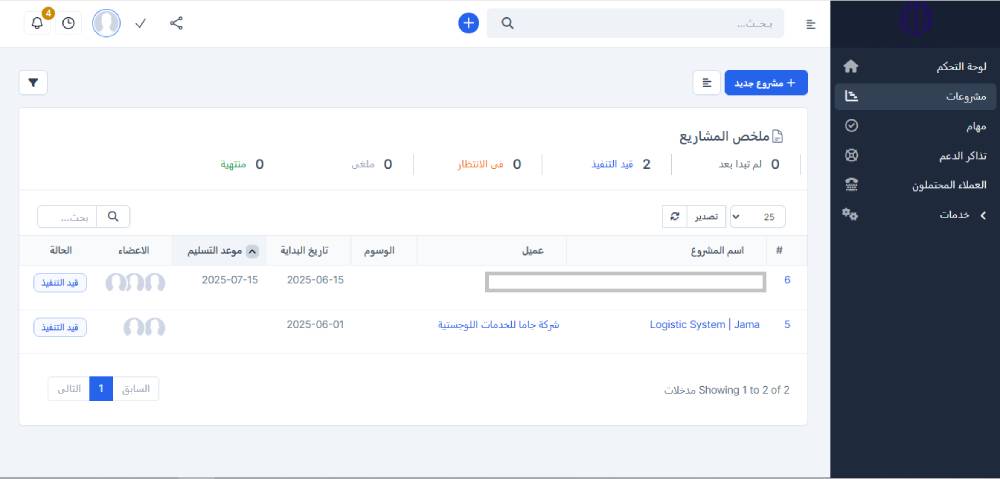 4
بـحـث...
لوحة التحكم
مشروعات
مهام
تذاكر الدعم
العملاء المحتملون
خدمات
+ مشروع جديد
ملخص المشاريع
0 لم تبدا بعد
2 قيد التنفيذ
0 في الانتظار
0 ملغى
0 منتهية
25
تصدير
بحث...
# اسم المشروع عميل الوسوم تاريخ البداية موعد التسليم الاعضاء الحالة
6 2025-06-15 2025-07-15 قيد التنفيذ
5 Logistic System | Jama شركة جاما للخدمات اللوجستية 2025-06-01 قيد التنفيذ
Showing 1 to 2 of 2 مدخلات
السابق 1 التالى